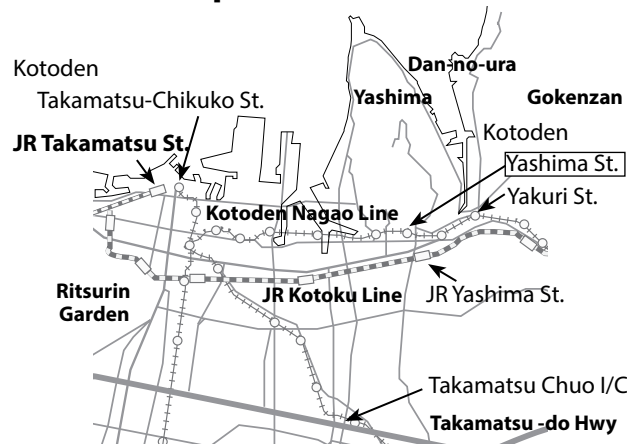 Kotoden
Takamatsu-Chikuko St.
JR Takamatsu St.
Dan-no-ura
Yashima
Gokenzan
Kotoden
Yashima St.
Yakuri St.
Kotoden Nagao Line
JR Kotoku Line
JR Yashima St.
Ritsurin
Garden
Takamatsu Chuo I/C
Takamatsu -do Hwy